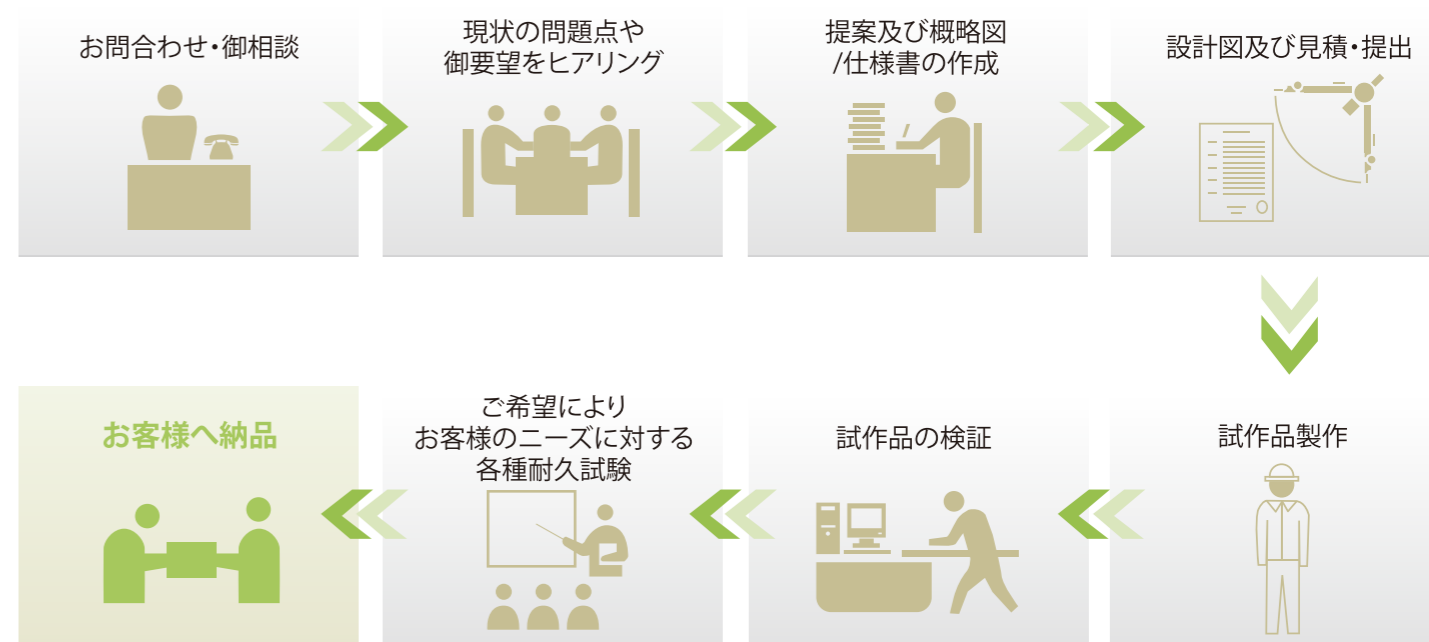 お問合わせ・御相談
現状の問題点や
御要望をヒアリング
提案及び概略図
/仕様書の作成
設計図及び見積・提出
試作品製作
試作品の検証
ご希望により
お客様のニーズに対する
各種耐久試験
お客様へ納品